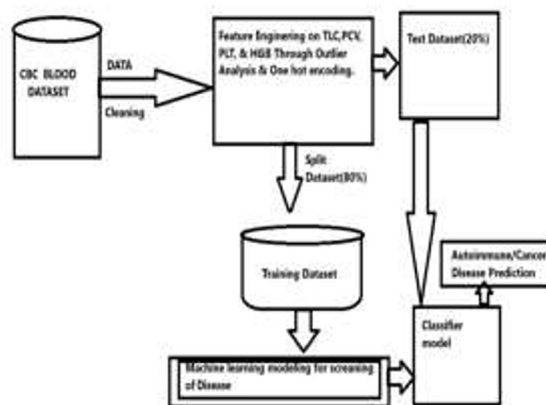 CBC BLOOD
DATASET
DATA
Cleaning
Feature Enginering on TLC,PCV,
PLT, & HGB Through Outlier
Analysis & One hot encoding.
Test Dataset(20%)
Split
Dataset(80%)
Training Dataset
Autoimmune/Cancer
Disease Prediction
Classifier
model
Machine learning modeling for screaning
of Disease